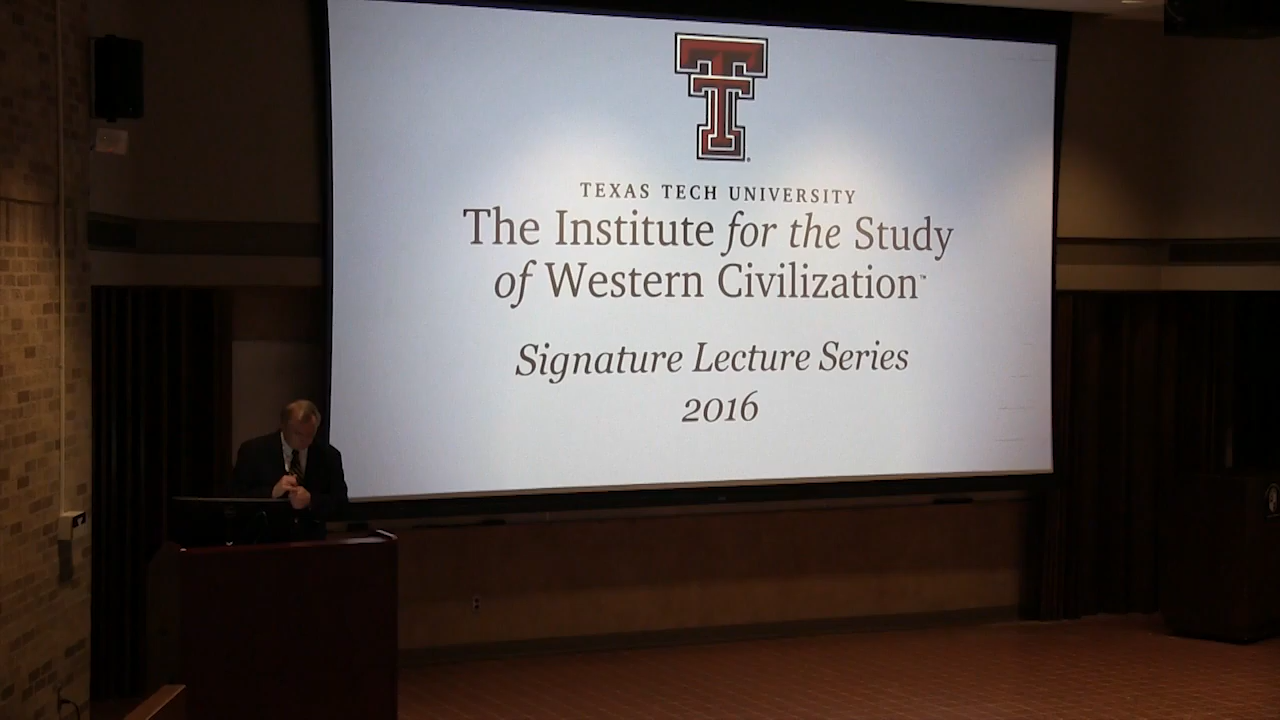 TEXAS TECH UNIVERSITY
The Institute for the Study
of Western Civilization™
Signature Lecture Series
2016